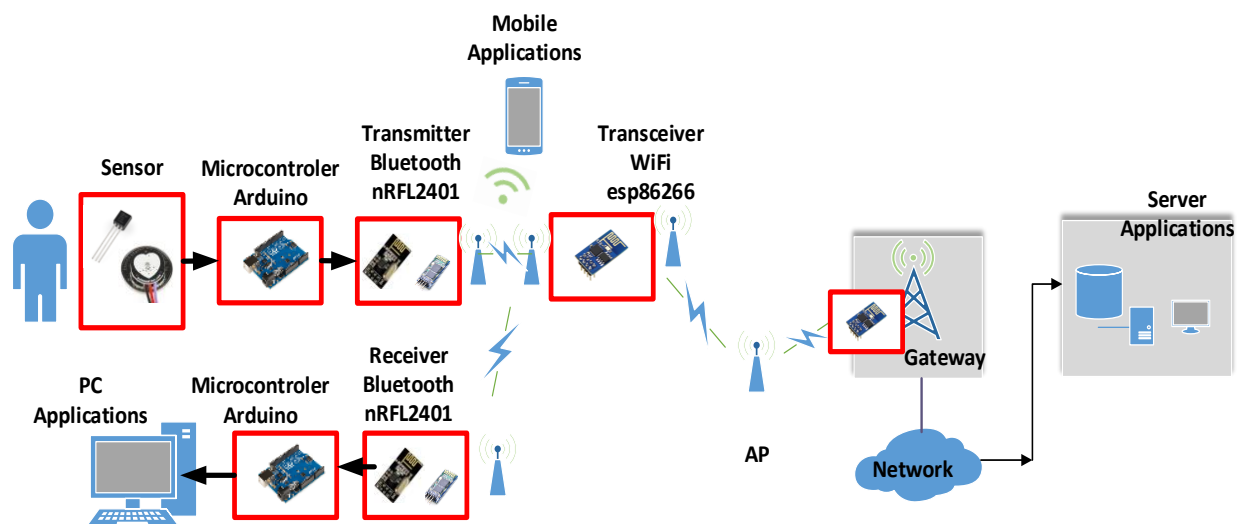 Mobile
Applications
Transmitter
Bluetooth
nRFL2401
Transceiver
WiFi
esp86266
Sensor
Microcontroler
Arduino
Server
Applications
Gateway
Receiver
Bluetooth
nRFL2401
PC
Applications
Microcontroler
Arduino
AP
Network